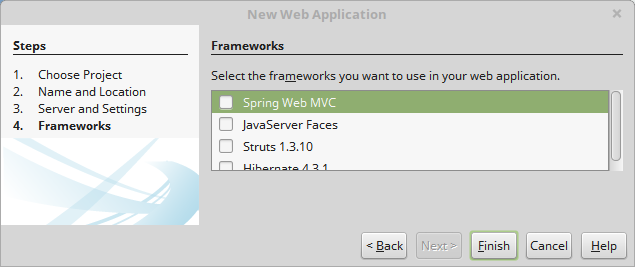 New Web Application
Steps
1. Choose Project
2. Name and Location
3. Server and Settings
4. Frameworks
Frameworks
Select the frameworks you want to use in your web application.
Spring Web MVC
JavaServer Faces
Struts 1.3.10
Hibernate 4.3.1
< Back
Next >
Finish
Cancel
Help